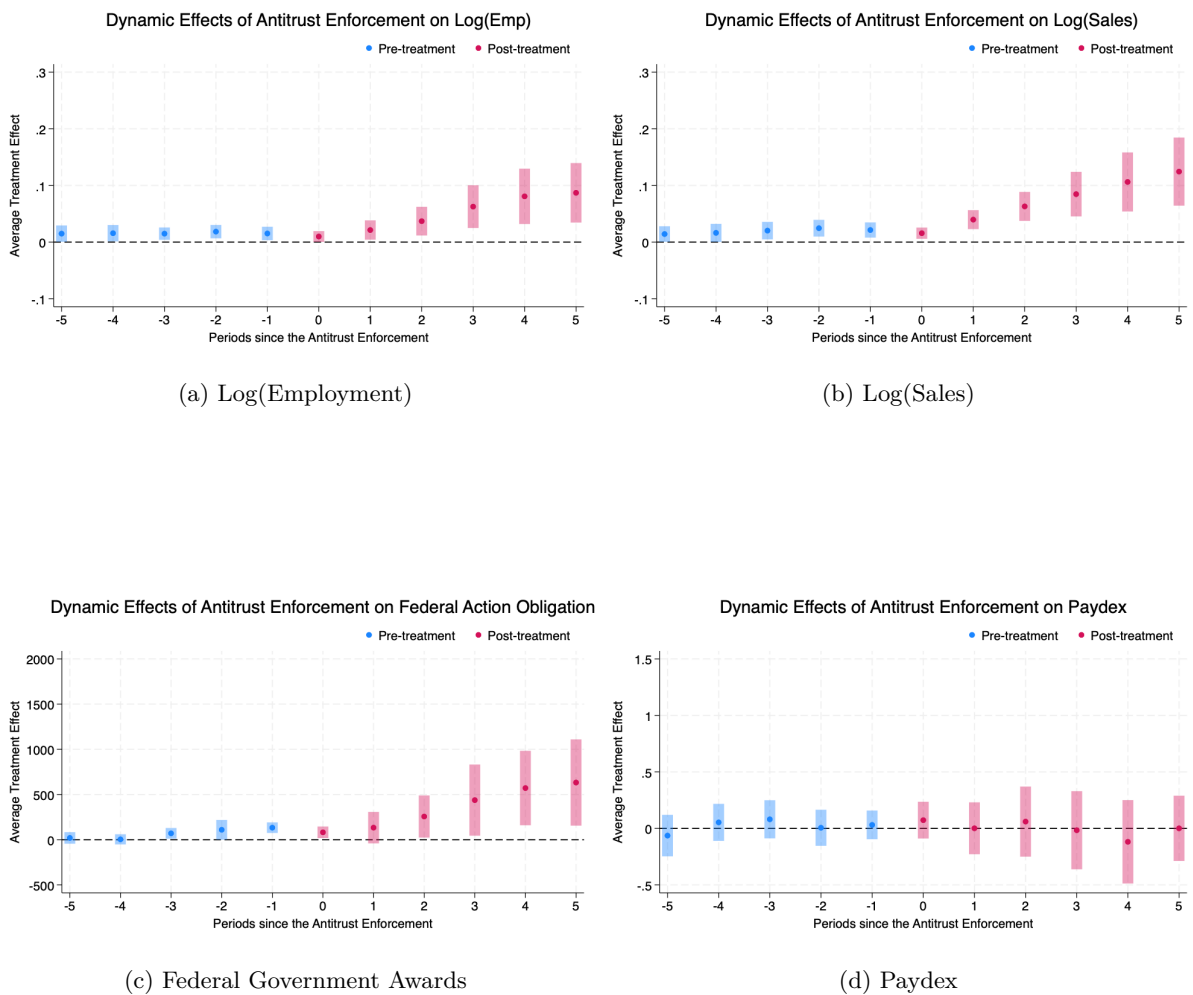 Dynamic Effects of Antitrust Enforcement on Log(Emp)
Pre-treatment Post-treatment
Average Treatment Effect
.3
.2
.1
0
-.1
-5 -4 -3 -2 -1 0 1 2 3 4 5
Periods since the Antitrust Enforcement
(a) Log(Employment)
Dynamic Effects of Antitrust Enforcement on Log(Sales)
Pre-treatment Post-treatment
Average Treatment Effect
.3
.2
.1
0
-.1
-5 -4 -3 -2 -1 0 1 2 3 4 5
Periods since the Antitrust Enforcement
(b) Log(Sales)
Dynamic Effects of Antitrust Enforcement on Federal Action Obligation
Pre-treatment Post-treatment
Average Treatment Effect
2000
1500
1000
500
0
-500
-5 -4 -3 -2 -1 0 1 2 3 4 5
Periods since the Antitrust Enforcement
(c) Federal Government Awards
Dynamic Effects of Antitrust Enforcement on Paydex
Pre-treatment Post-treatment
Average Treatment Effect
1.5
1
.5
0
-.5
-5 -4 -3 -2 -1 0 1 2 3 4 5
Periods since the Antitrust Enforcement
(d) Paydex